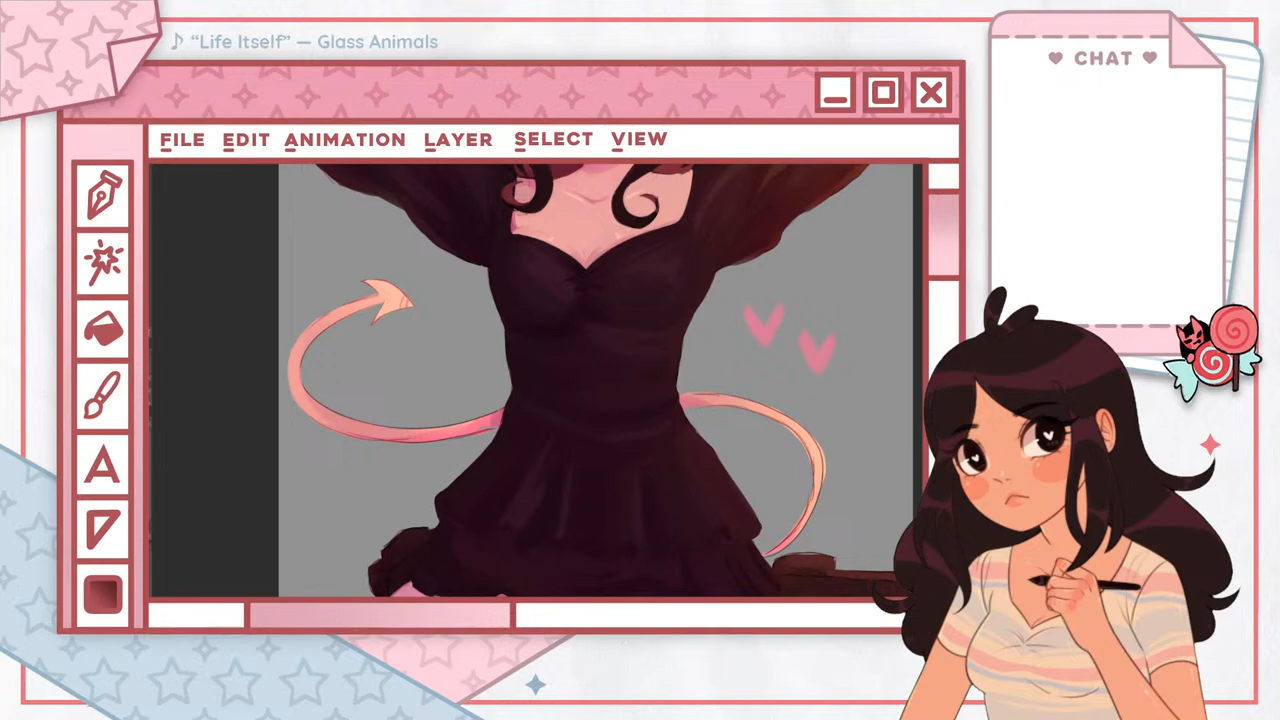 ♪ “Life Itself” — Glass Animals
♥ CHAT ♥
FILE EDIT ANIMATION LAYER SELECT VIEW
A